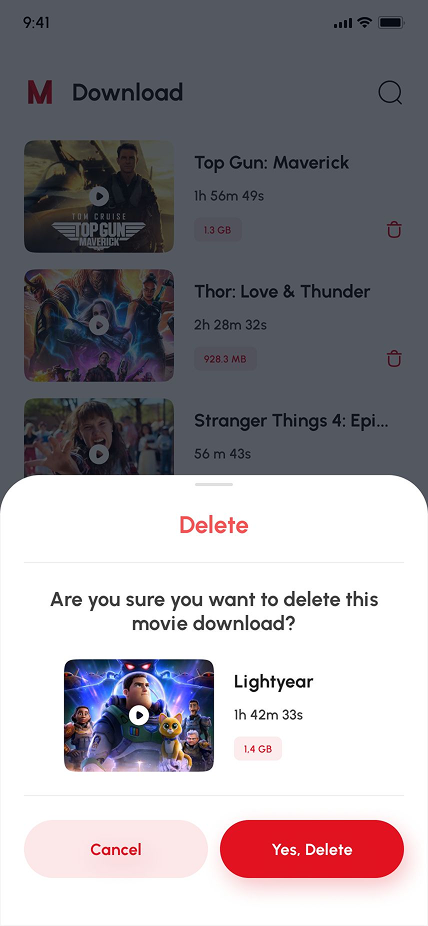 9:41
M Download
Top Gun: Maverick
1h 56m 49s
1.3 GB
TOM CRUISE
TOP GUN
MAVERICK
Thor: Love & Thunder
2h 28m 32s
928.3 MB
Stranger Things 4: Epi...
56 m 43s
Delete
Are you sure you want to delete this
movie download?
Lightyear
1h 42m 33s
1,4 GB
Cancel
Yes, Delete